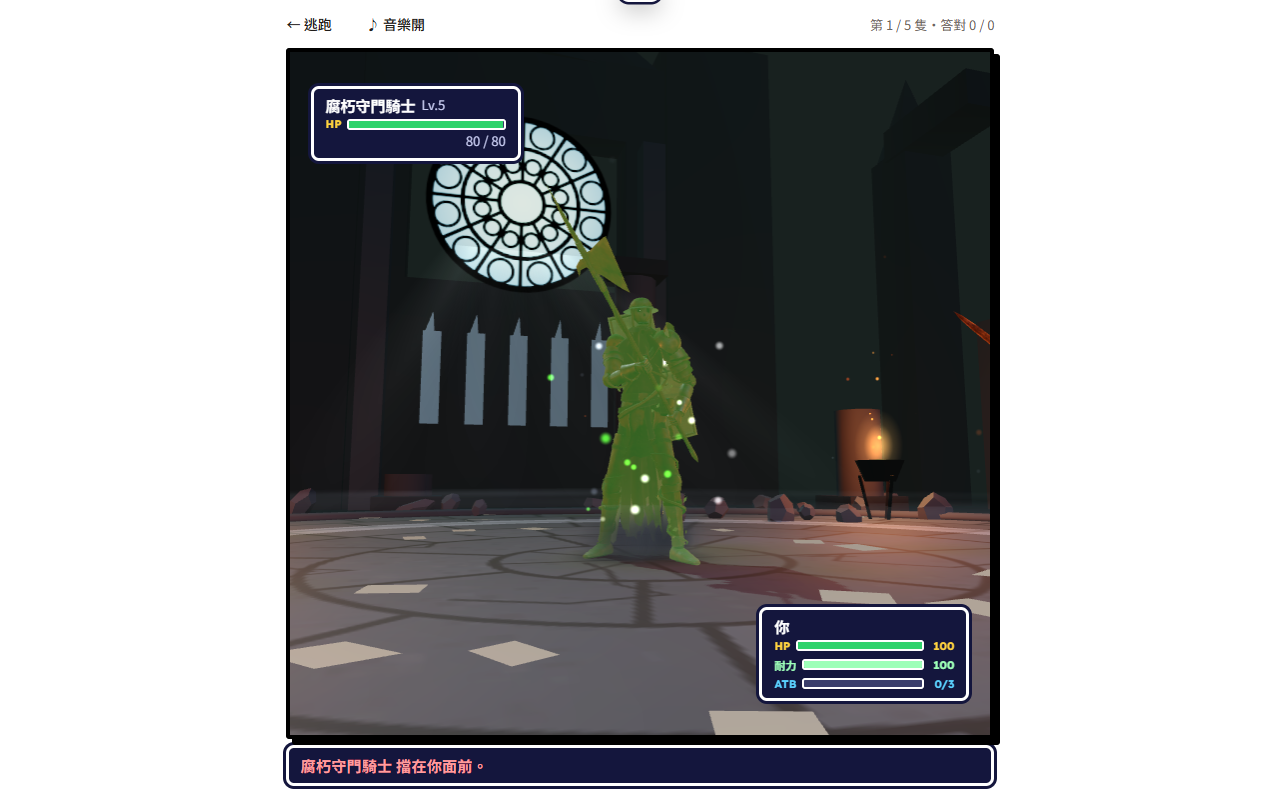 ← 逃跑 ♪ 音樂開 第 1 / 5 隻・答對 0 / 0
腐朽守門騎士 Lv.5
HP
80 / 80
你
HP 100
耐力 100
ATB 0/3
腐朽守門騎士 擋在你面前。